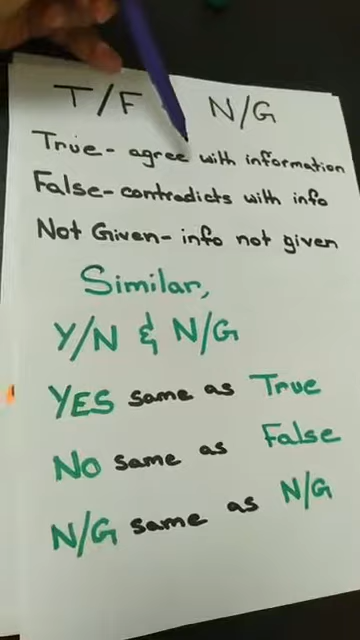 T/F N/G
True- agree with information
False- contradicts with info
Not Given- info not given
Similar,
Y/N & N/G
YES same as True
No same as False
N/G same as N/G